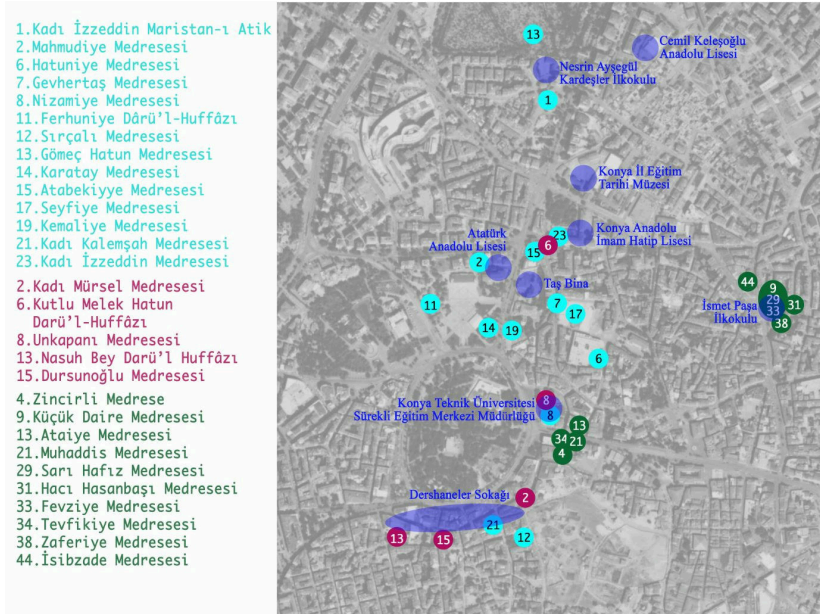 1.Kadı İzzeddin Maristan-ı Atik
2.Mahmudiye Medresesi
6.Hatuniye Medresesi
7.Gevhertaş Medresesi
8.Nizamiye Medresesi
11.Ferhuniye Dârü'l-Huffâzı
12.Sırçalı Medresesi
13.Gömeç Hatun Medresesi
14.Karatay Medresesi
15.Atabekiyye Medresesi
17.Seyfiye Medresesi
19.Kemaliye Medresesi
21.Kadı Kalemşah Medresesi
23.Kadı İzzeddin Medresesi
2.Kadı Mürsel Medresesi
6.Kutlu Melek Hatun
Darü'l-Huffâzı
8.Unkapanı Medresesi
13.Nasuh Bey Darü'l Huffâzı
15.Dursunoğlu Medresesi
4.Zincirli Medrese
9.Küçük Daire Medresesi
13.Ataiye Medresesi
21.Muhaddis Medresesi
29.Sarı Hafız Medresesi
31.Hacı Hasanbaşı Medresesi
33.Fevziye Medresesi
34.Tevfikiye Medresesi
38.Zaferiye Medresesi
44.İsibzade Medresesi
13
Cemil Keleşoğlu
Anadolu Lisesi
Nesrin Ayşegül
Kardeşler İlkokulu
1
Konya İl Eğitim
Tarihi Müzesi
Konya Anadolu
İmam Hatip Lisesi
23
6
15
Atatürk
Anadolu Lisesi
2
Taş Bina
44
9
29
31
33
38
İsmet Paşa
İlkokulu
11
7
17
14
19
6
8
Konya Teknik Üniversitesi
Sürekli Eğitim Merkezi Müdürlüğü
8
13
34
21
4
Dershaneler Sokağı
2
21
12
13
15